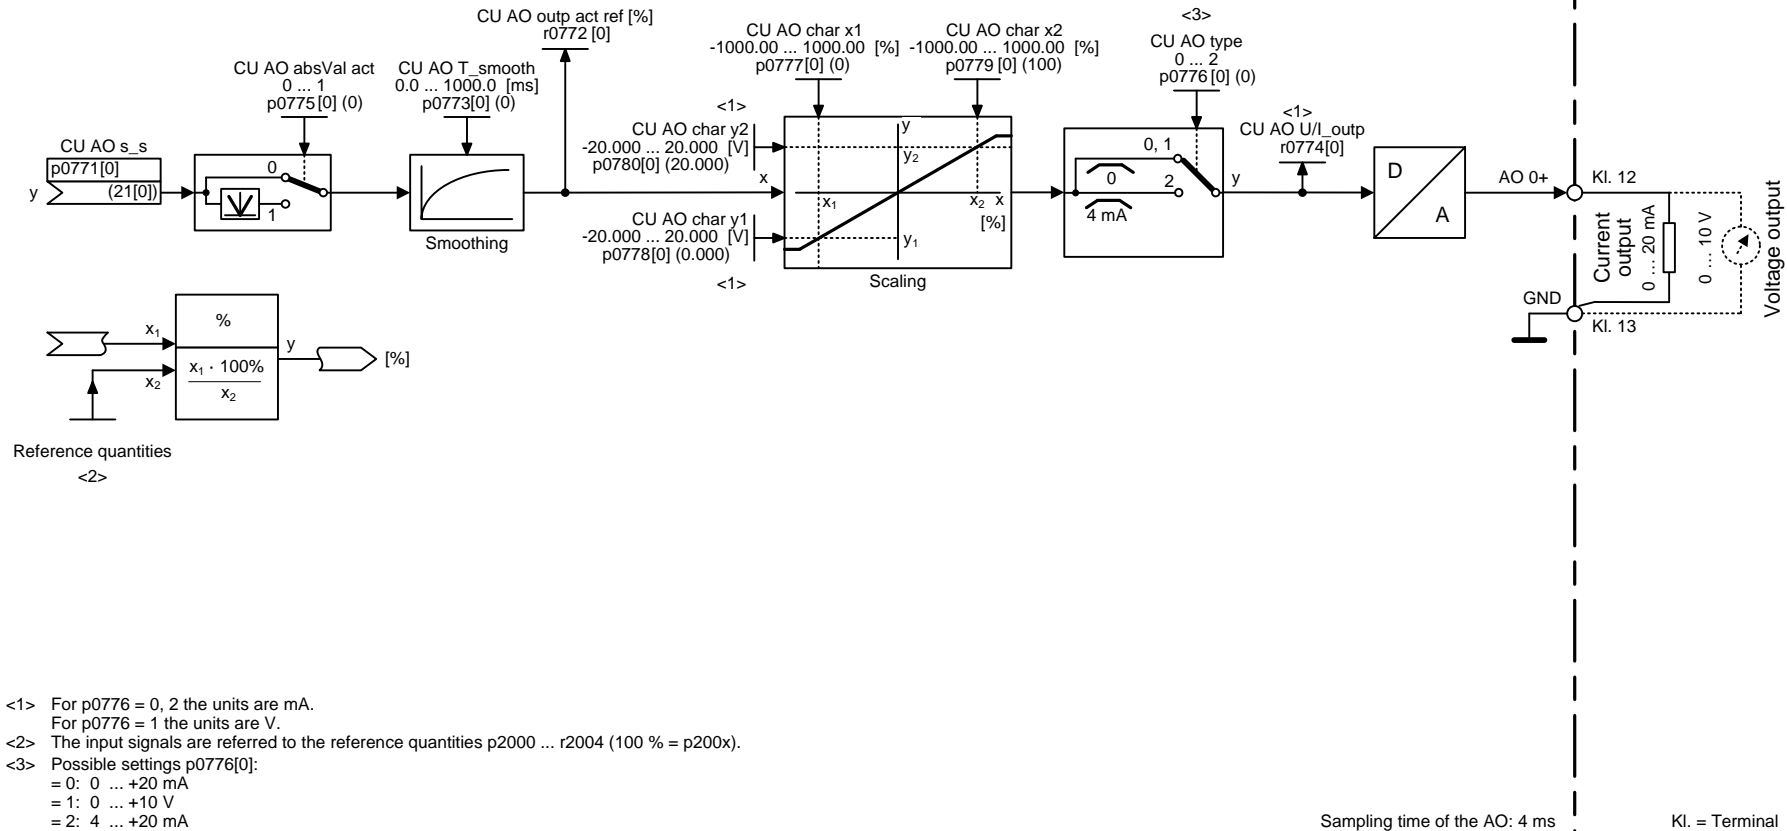 CU AO s_s
p0771[0]
(21[0])
y
CU AO absVal act
0 ... 1
p0775[0] (0)
0
1
CU AO T_smooth
0.0 ... 1000.0 [ms]
p0773[0] (0)
Smoothing
CU AO outp act ref [%]
r0772 [0]
CU AO char x1
-1000.00 ... 1000.00 [%]
p0777[0] (0)
CU AO char x2
-1000.00 ... 1000.00 [%]
p0779 [0] (100)
<1>
CU AO char y2
-20.000 ... 20.000 [V]
p0780[0] (20.000)
x
CU AO char y1
-20.000 ... 20.000 [V]
p0778[0] (0.000)
<1>
y
y2
x1
x2 x
[%]
y1
Scaling
<3>
CU AO type
0 ... 2
p0776[0] (0)
0, 1
0
2
4 mA
y
<1>
CU AO U/I_outp
r0774[0]
D
A
AO 0+
Kl. 12
GND
Kl. 13
Current output
0 ... 20 mA
0 ... 10 V
Voltage output
x1
x2
%
x1 · 100%
x2
y
[%]
Reference quantities
<2>
<1> For p0776 = 0, 2 the units are mA.
For p0776 = 1 the units are V.
<2> The input signals are referred to the reference quantities p2000 ... r2004 (100 % = p200x).
<3> Possible settings p0776[0]:
= 0: 0 ... +20 mA
= 1: 0 ... +10 V
= 2: 4 ... +20 mA
Sampling time of the AO: 4 ms
Kl. = Terminal